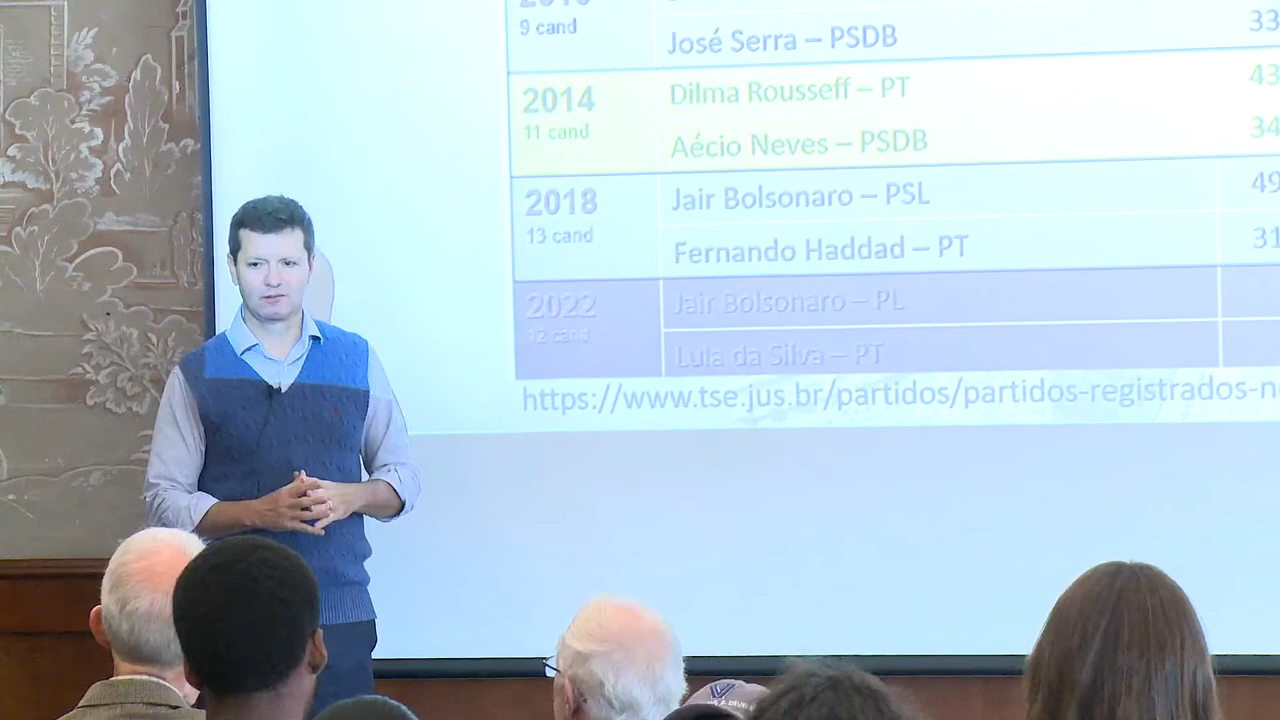 9 cand
José Serra – PSDB
33
2014
11 cand
Dilma Rousseff – PT
43
Aécio Neves – PSDB
34
2018
13 cand
Jair Bolsonaro – PSL
49
Fernando Haddad – PT
31
2022
12 cand
Jair Bolsonaro – PL
Lula da Silva – PT
https://www.tse.jus.br/partidos/partidos-registrados-n